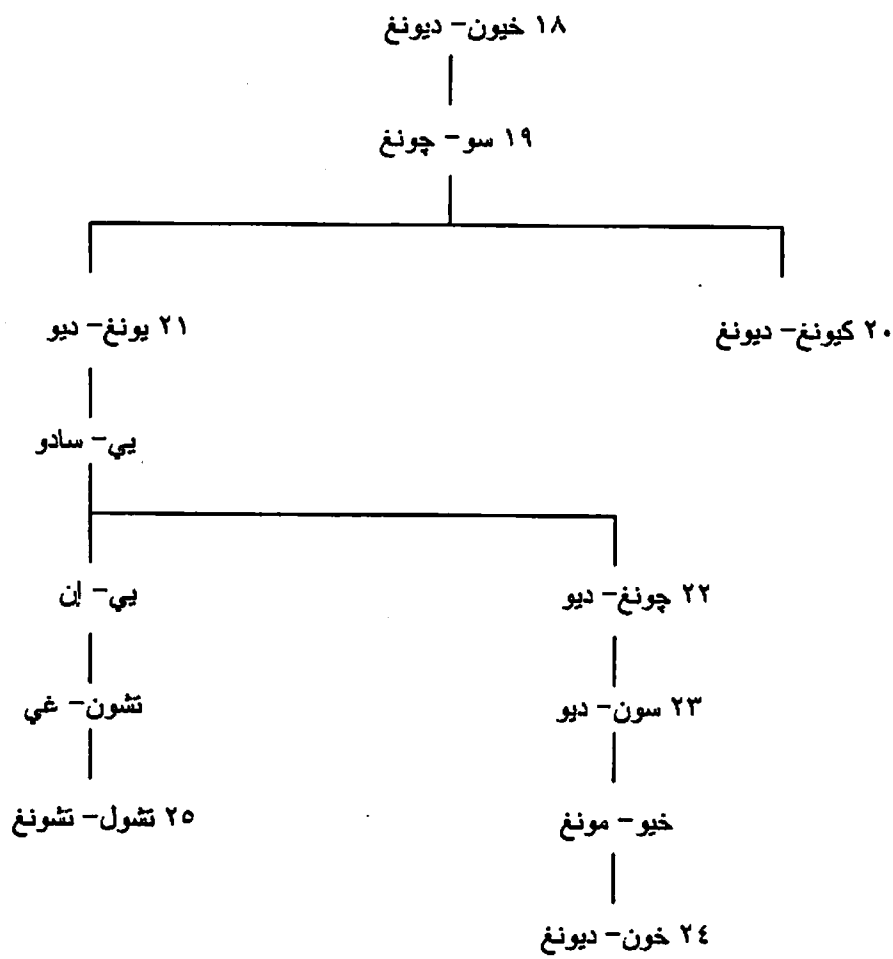 ١٨ خيون- ديونغ
١٩ سو- چونغ
٢٠ كيونغ- ديونغ
٢١ يونغ- ديو
يي- سادو
٢٢ چونغ- ديو
يي- إن
٢٣ سون- ديو
تشون- غي
خيو- مونغ
٢٥ تشول- تشونغ
٢٤ خون- ديونغ